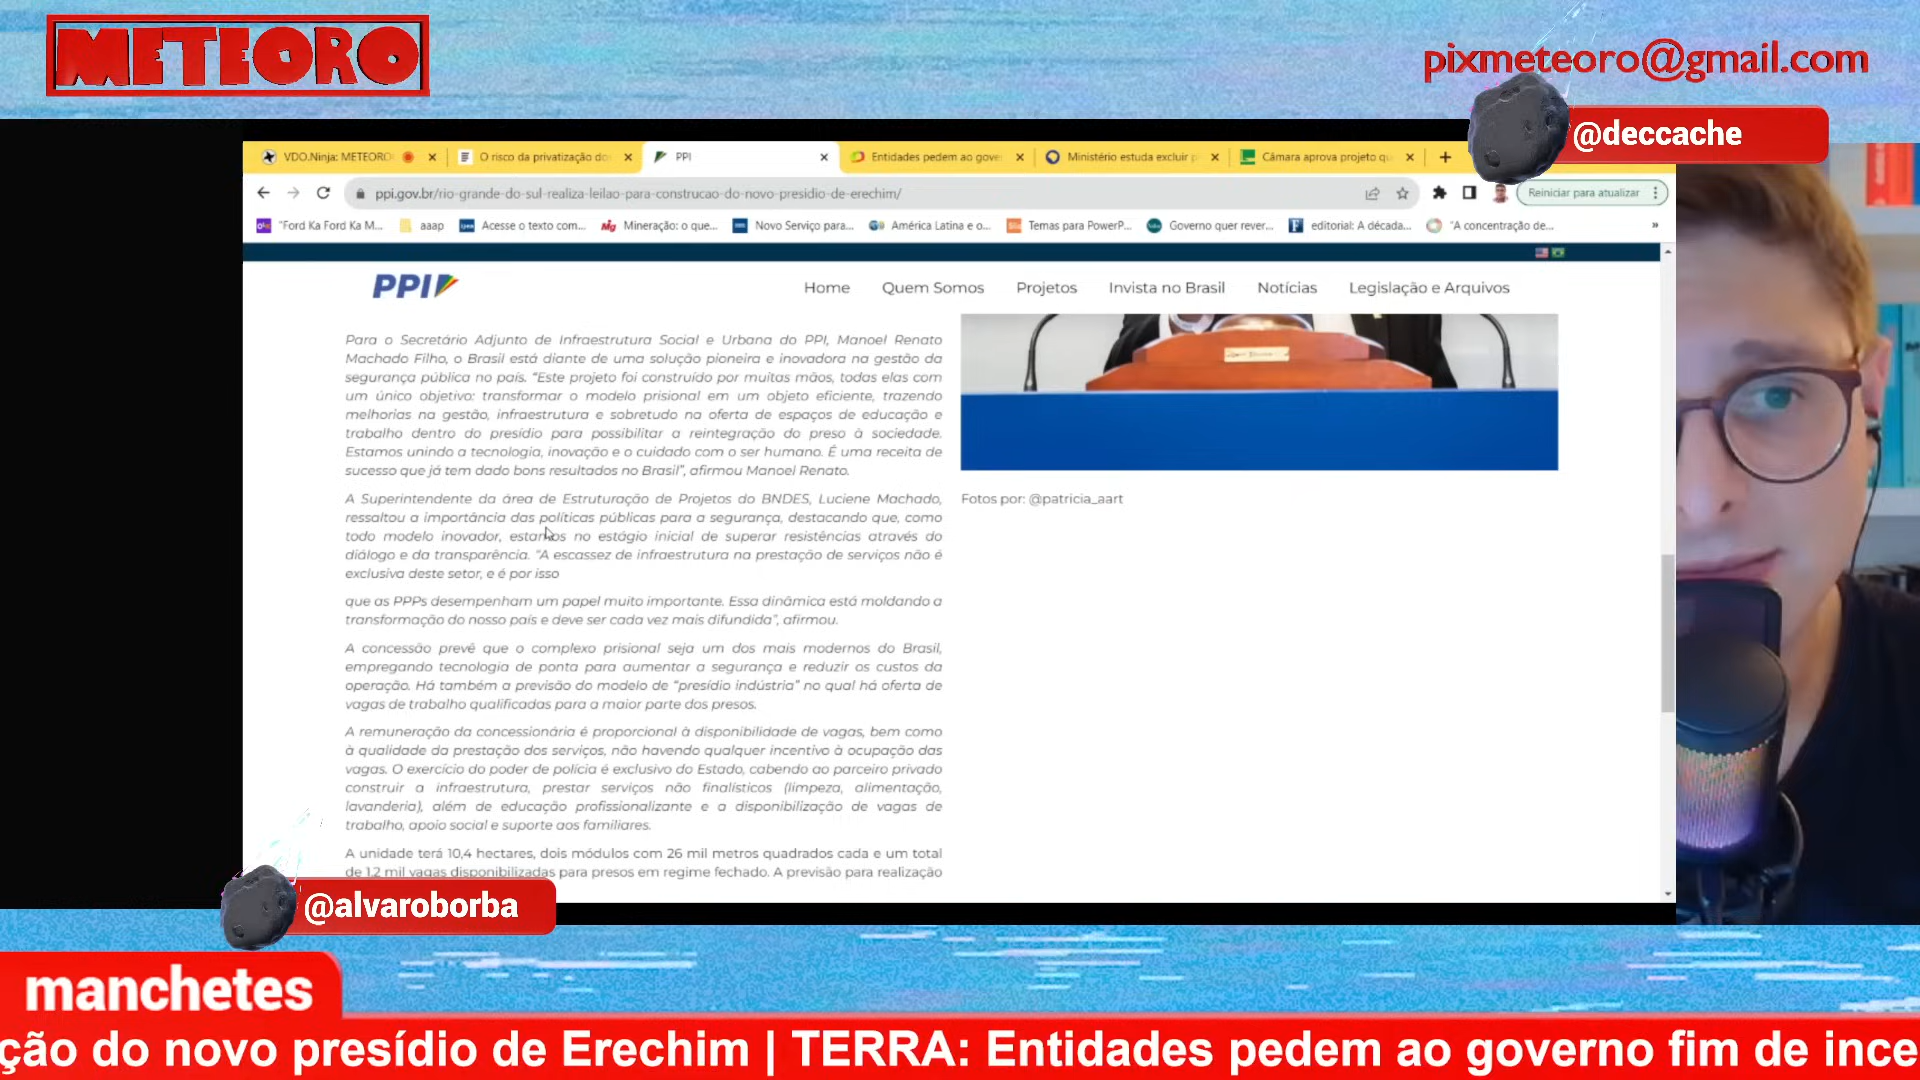 METEORO
pixmeteoro@gmail.com
@deccache
VDO.Ninja: METEORO
O risco da privatização do
PPI
Entidades pedem ao gove
Ministério estuda excluir p
Câmara aprova projeto qu
ppi.gov.br/rio-grande-do-sul-realiza-leilao-para-construcao-do-novo-presidio-de-erechim/
Reiniciar para atualizar
"Ford Ka Ford Ka M...
aaap
Acesse o texto com...
Mineração: o que...
Novo Serviço para...
América Latina e o...
Temas para PowerP...
Governo quer rever...
editorial: A década...
"A concentração de...
»
PPI
Home
Quem Somos
Projetos
Invista no Brasil
Notícias
Legislação e Arquivos
Para o Secretário Adjunto de Infraestrutura Social e Urbana do PPI, Manoel Renato
Machado Filho, o Brasil está diante de uma solução pioneira e inovadora na gestão da
segurança pública no país. “Este projeto foi construído por muitas mãos, todas elas com
um único objetivo: transformar o modelo prisional em um objeto eficiente, trazendo
melhorias na gestão, infraestrutura e sobretudo na oferta de espaços de educação e
trabalho dentro do presídio para possibilitar a reintegração do preso à sociedade.
Estamos unindo a tecnologia, inovação e o cuidado com o ser humano. É uma receita de
sucesso que já tem dado bons resultados no Brasil”, afirmou Manoel Renato.
A Superintendente da área de Estruturação de Projetos do BNDES, Luciene Machado,
ressaltou a importância das políticas públicas para a segurança, destacando que, como
todo modelo inovador, estamos no estágio inicial de superar resistências através do
diálogo e da transparência. “A escassez de infraestrutura na prestação de serviços não é
exclusiva deste setor, e é por isso
que as PPPs desempenham um papel muito importante. Essa dinâmica está moldando a
transformação do nosso país e deve ser cada vez mais difundida”, afirmou.
A concessão prevê que o complexo prisional seja um dos mais modernos do Brasil,
empregando tecnologia de ponta para aumentar a segurança e reduzir os custos da
operação. Há também a previsão do modelo de “presídio indústria” no qual há oferta de
vagas de trabalho qualificadas para a maior parte dos presos.
A remuneração da concessionária é proporcional à disponibilidade de vagas, bem como
à qualidade da prestação dos serviços, não havendo qualquer incentivo à ocupação das
vagas. O exercício do poder de polícia é exclusivo do Estado, cabendo ao parceiro privado
construir a infraestrutura, prestar serviços não finalísticos (limpeza, alimentação,
lavanderia), além de educação profissionalizante e a disponibilização de vagas de
trabalho, apoio social e suporte aos familiares.
A unidade terá 10,4 hectares, dois módulos com 26 mil metros quadrados cada e um total
de 1,2 mil vagas disponibilizadas para presos em regime fechado. A previsão para realização
Fotos por: @patricia_aart
@alvaroborba
manchetes
ção do novo presídio de Erechim | TERRA: Entidades pedem ao governo fim de ince